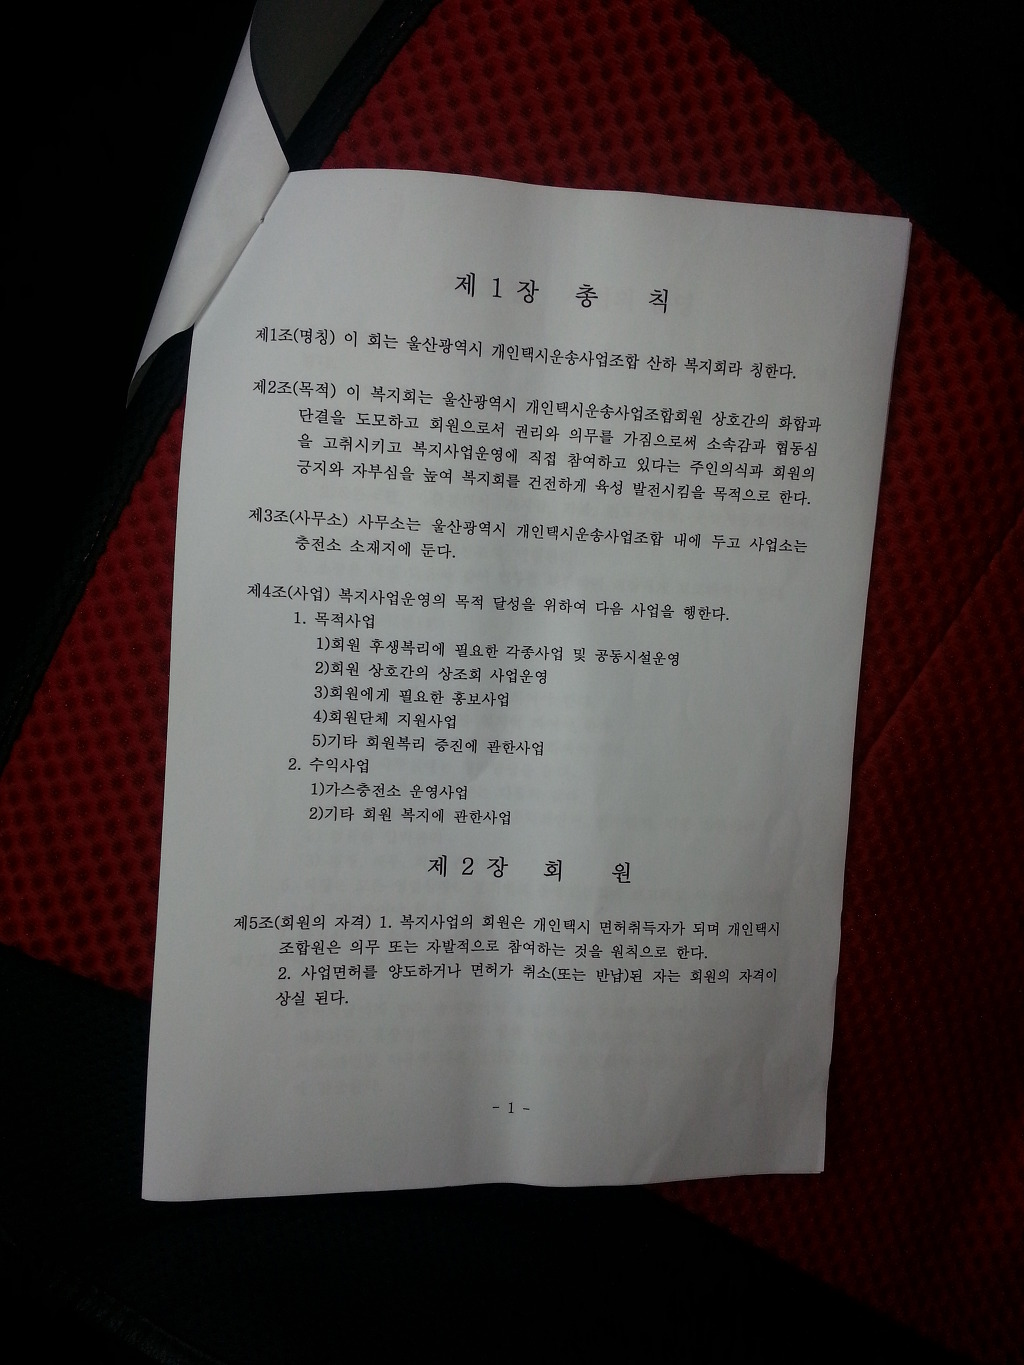 제 1 장 총 칙
제1조(명칭) 이 회는 울산광역시 개인택시운송사업조합 산하 복지회라 칭한다.
제2조(목적) 이 복지회는 울산광역시 개인택시운송사업조합회원 상호간의 화합과
단결을 도모하고 회원으로서 권리와 의무를 가짐으로써 소속감과 협동심
을 고취시키고 복지사업운영에 직접 참여하고 있다는 주인의식과 회원의
긍지와 자부심을 높여 복지회를 건전하게 육성 발전시킴을 목적으로 한다.
제3조(사무소) 사무소는 울산광역시 개인택시운송사업조합 내에 두고 사업소는
충전소 소재지에 둔다.
제4조(사업) 복지사업운영의 목적 달성을 위하여 다음 사업을 행한다.
1. 목적사업
1)회원 후생복리에 필요한 각종사업 및 공동시설운영
2)회원 상호간의 상조회 사업운영
3)회원에게 필요한 홍보사업
4)회원단체 지원사업
5)기타 회원복리 증진에 관한사업
2. 수익사업
1)가스충전소 운영사업
2)기타 회원 복지에 관한사업
제 2 장 회 원
제5조(회원의 자격) 1. 복지사업의 회원은 개인택시 면허취득자가 되며 개인택시
조합원은 의무 또는 자발적으로 참여하는 것을 원칙으로 한다.
2. 사업면허를 양도하거나 면허가 취소(또는 반납)된 자는 회원의 자격이
상실 된다.
- 1 -